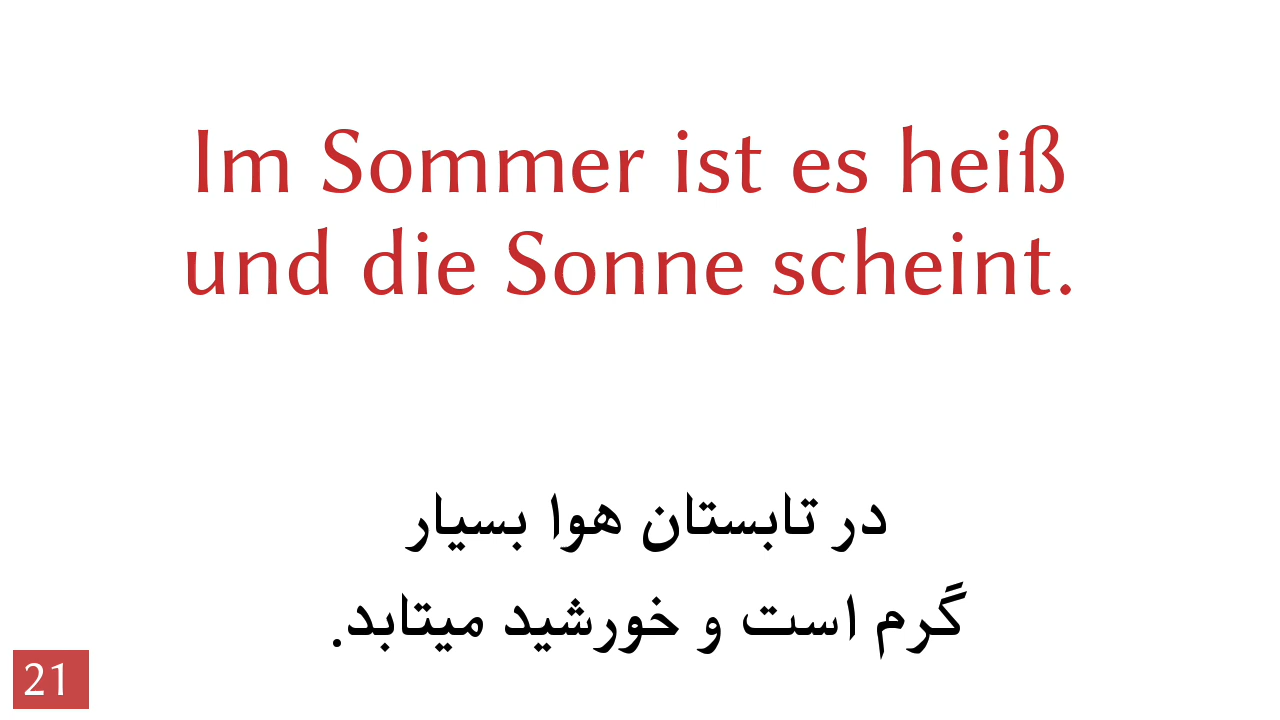 Im Sommer ist es heiß
und die Sonne scheint.
در تابستان هوا بسیار
گرم است و خورشید میتابد.
21